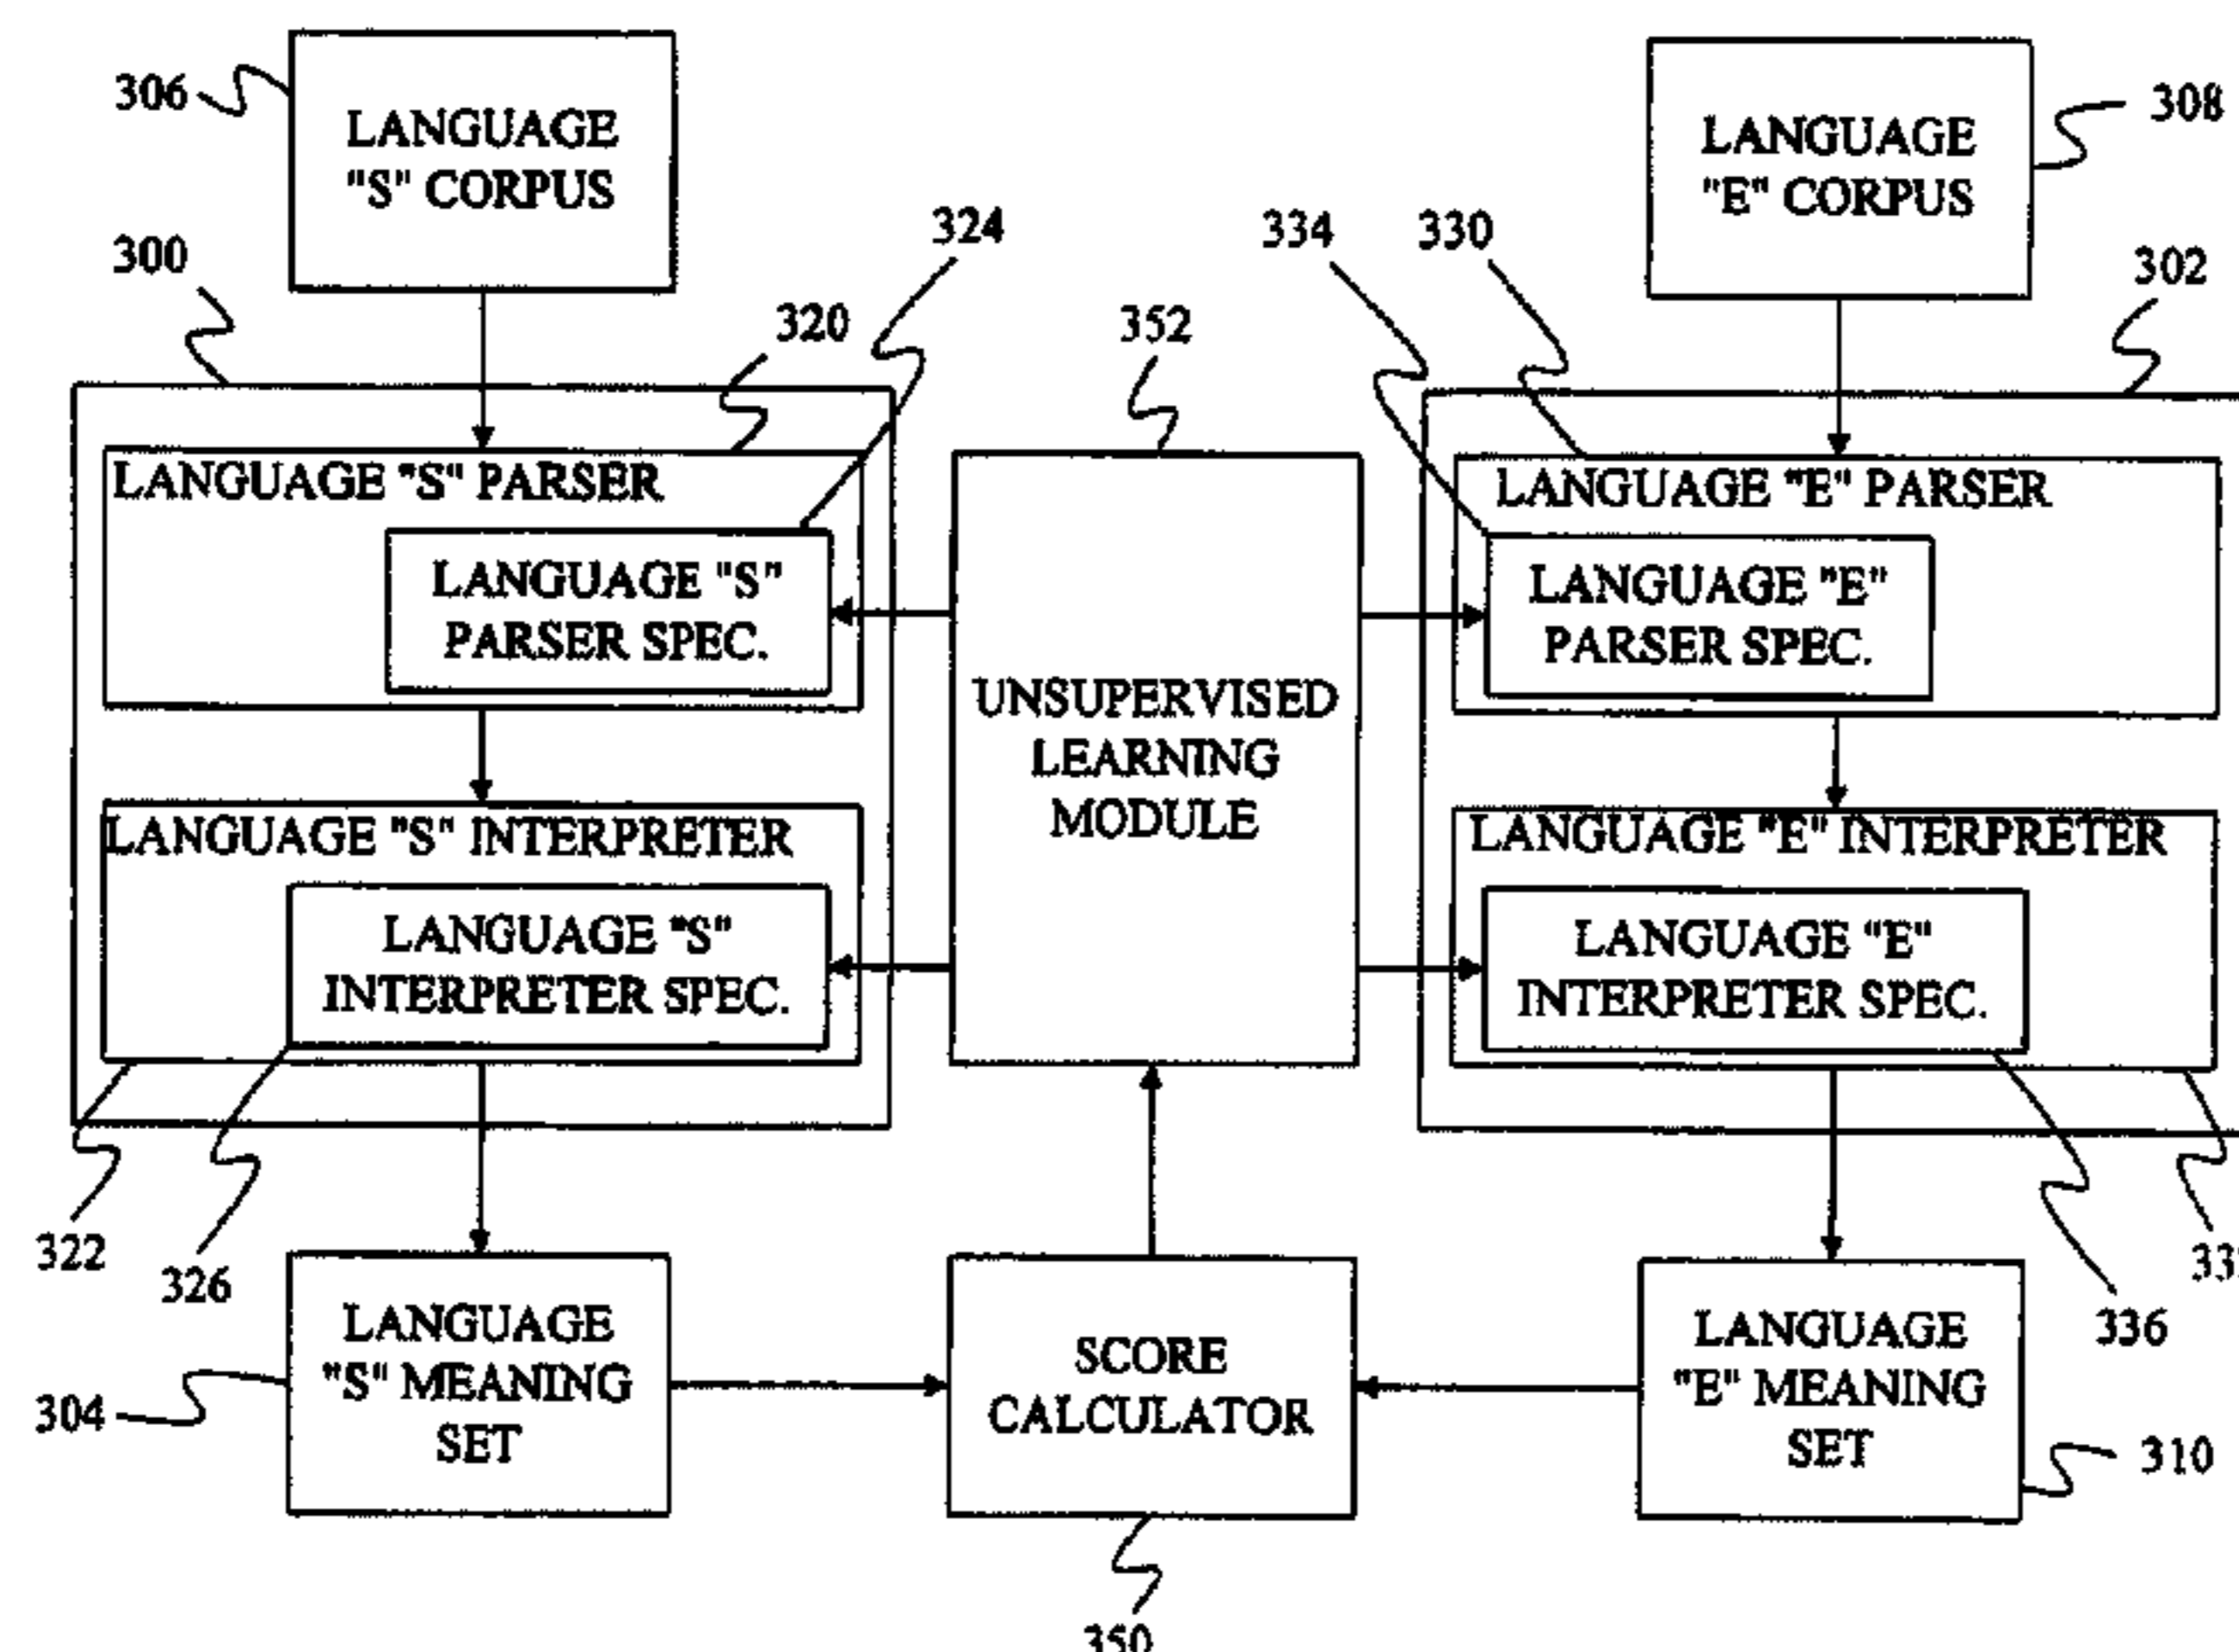 306
LANGUAGE
"S" CORPUS
308
LANGUAGE
"E" CORPUS
300
324
334
330
302
320
352
LANGUAGE "S" PARSER
LANGUAGE "S"
PARSER SPEC.
LANGUAGE "E" PARSER
LANGUAGE "E"
PARSER SPEC.
UNSUPERVISED
LEARNING
MODULE
LANGUAGE "S" INTERPRETER
LANGUAGE "S"
INTERPRETER SPEC.
LANGUAGE "E" INTERPRETER
LANGUAGE "E"
INTERPRETER SPEC.
322
326
336
304
LANGUAGE
"S" MEANING
SET
SCORE
CALCULATOR
LANGUAGE
"E" MEANING
SET
310
350